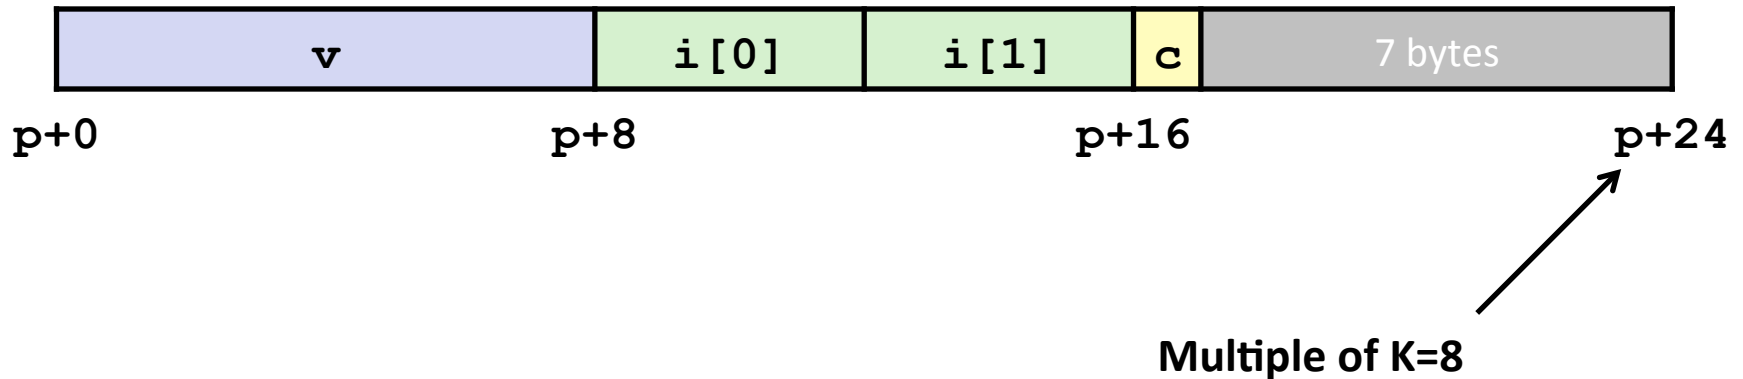 v i[0] i[1] c 7 bytes
p+0 p+8 p+16 p+24
Multiple of K=8